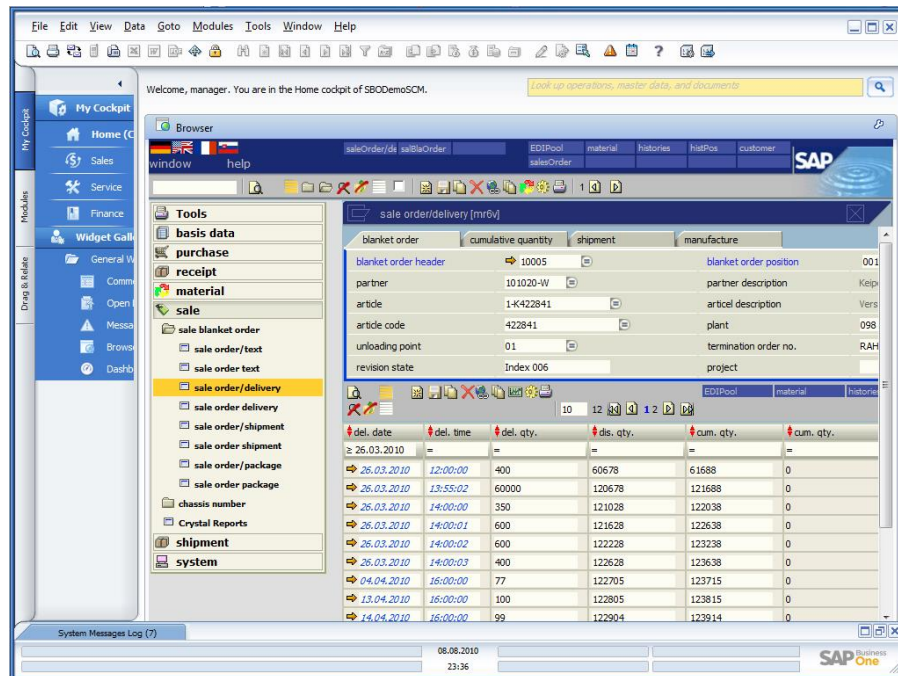 File Edit View Data Goto Modules Tools Window Help
Welcome, manager. You are in the Home cockpit of SBODemoSCM.
Look up operations, master data, and documents
My Cockpit
Modules
Drag & Relate
My Cockpit
Home (C
Sales
Service
Finance
Widget Gall
General W
Comm
Open
Messa
Brows
Dashb
Browser
window help
saleOrder/de salBlaOrder
EDIPool material histories histPos customer
salesOrder
SAP
1
Tools
basis data
purchase
receipt
material
sale
sale blanket order
sale order/text
sale order text
sale order/delivery
sale order delivery
sale order/shipment
sale order shipment
sale order/package
sale order package
chassis number
Crystal Reports
shipment
system
sale order/delivery [mr6v]
blanket order cumulative quantity shipment manufacture
blanket order header 10005 blanket order position 001
partner 101020-W partner description Keip
article 1-K422841 articel description Vers
article code 422841 plant 098
unloading point 01 termination order no. RAH
revision state Index 006 project
EDIPool material histories
10 12 1 2
del. date del. time del. qty. dis. qty. cum. qty. cum. qty.
≥ 26.03.2010 = = = = =
26.03.2010 12:00:00 400 60678 61688 0
26.03.2010 13:55:02 60000 120678 121688 0
26.03.2010 14:00:00 350 121028 122038 0
26.03.2010 14:00:01 600 121628 122638 0
26.03.2010 14:00:02 600 122228 123238 0
26.03.2010 14:00:03 400 122628 123638 0
04.04.2010 16:00:00 77 122705 123715 0
13.04.2010 16:00:00 100 122805 123815 0
14.04.2010 16:00:00 99 122904 123914 0
System Messages Log (7)
08.08.2010
23:36
SAP Business One